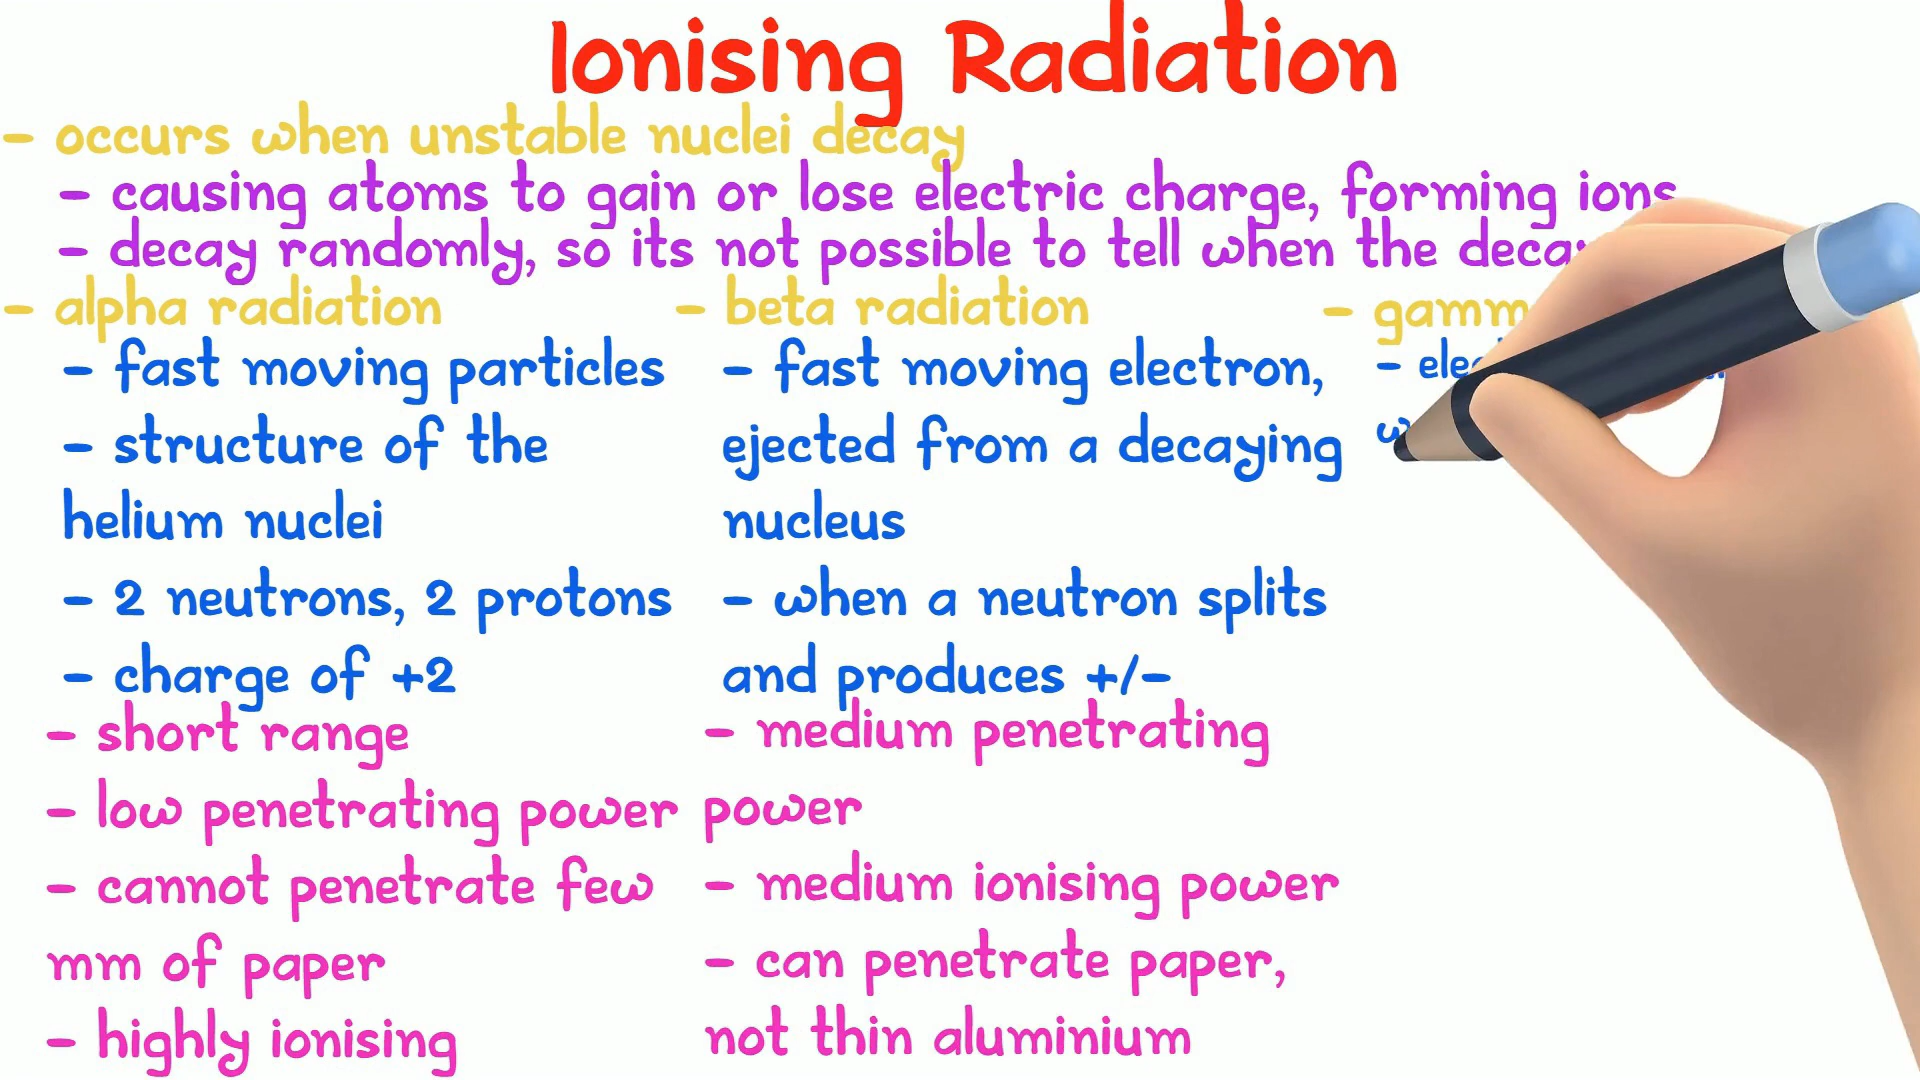 Ionising Radiation
- occurs when unstable nuclei decay
- causing atoms to gain or lose electric charge, forming ions
- decay randomly, so its not possible to tell when the
- alpha radiation
- fast moving particles
- structure of the
helium nuclei
- 2 neutrons, 2 protons
- charge of +2
- short range
- low penetrating power
- cannot penetrate few
mm of paper
- highly ionising
- beta radiation
- fast moving electron,
ejected from a decaying
nucleus
- when a neutron splits
and produces +/-
- medium penetrating
power
- medium ionising power
- can penetrate paper,
not thin aluminium